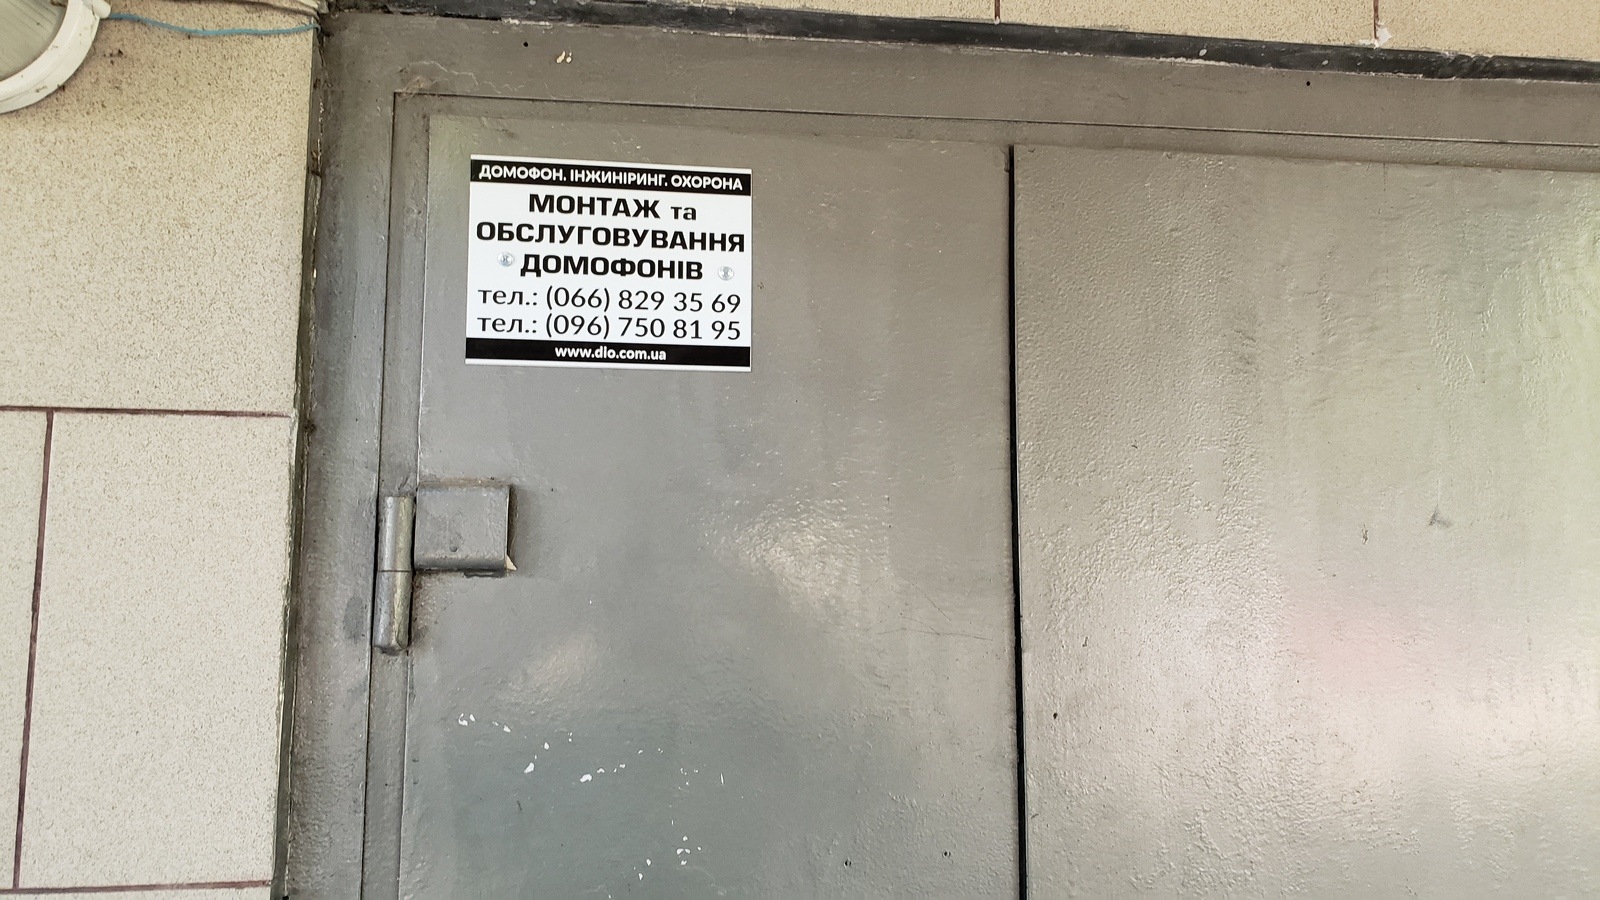 ДОМОФОН. ІНЖИНІРИНГ. ОХОРОНА
МОНТАЖ та
ОБСЛУГОВУВАННЯ
ДОМОФОНІВ
тел.: (066) 829 35 69
тел.: (096) 750 81 95
www.dlo.com.ua